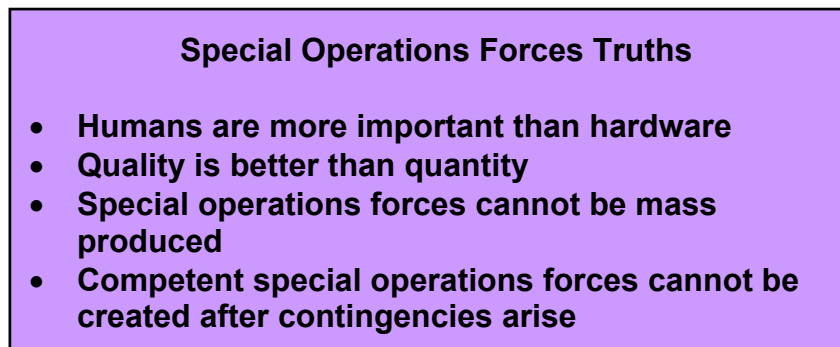 Special Operations Forces Truths
• Humans are more important than hardware
• Quality is better than quantity
• Special operations forces cannot be mass
produced
• Competent special operations forces cannot be
created after contingencies arise